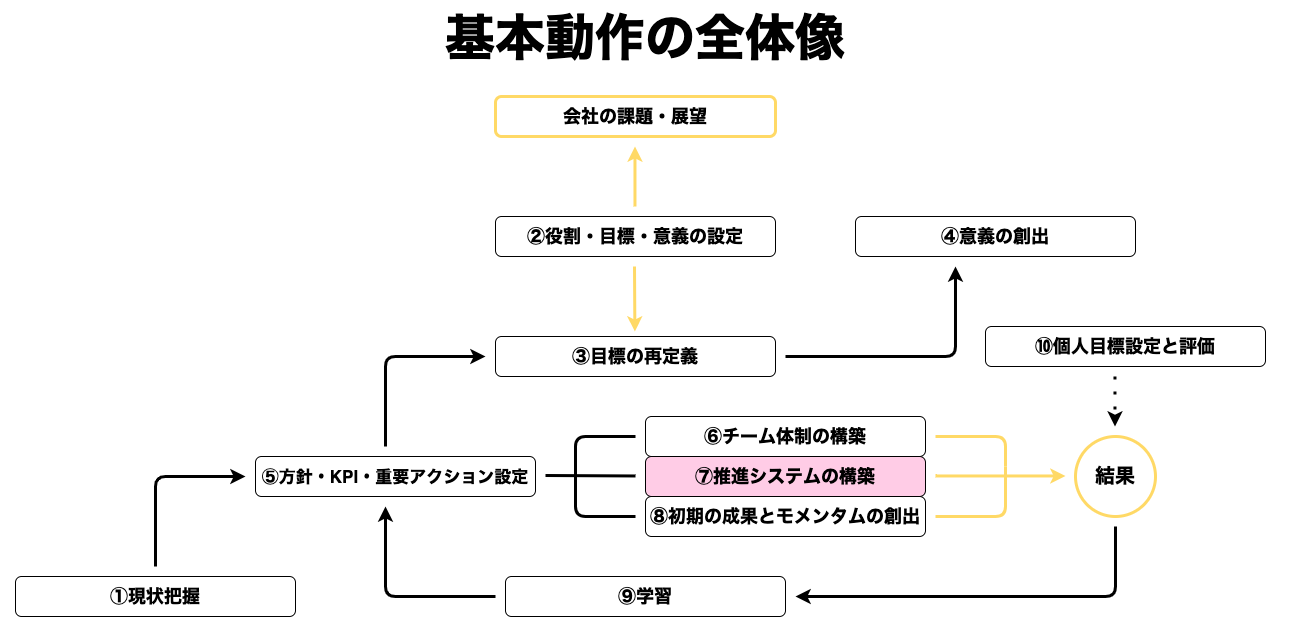 基本動作の全体像
会社の課題・展望
②役割・目標・意義の設定
④意義の創出
③目標の再定義
⑩個人目標設定と評価
⑥チーム体制の構築
⑤方針・KPI・重要アクション設定
⑦推進システムの構築
結果
⑧初期の成果とモメンタムの創出
①現状把握
⑨学習